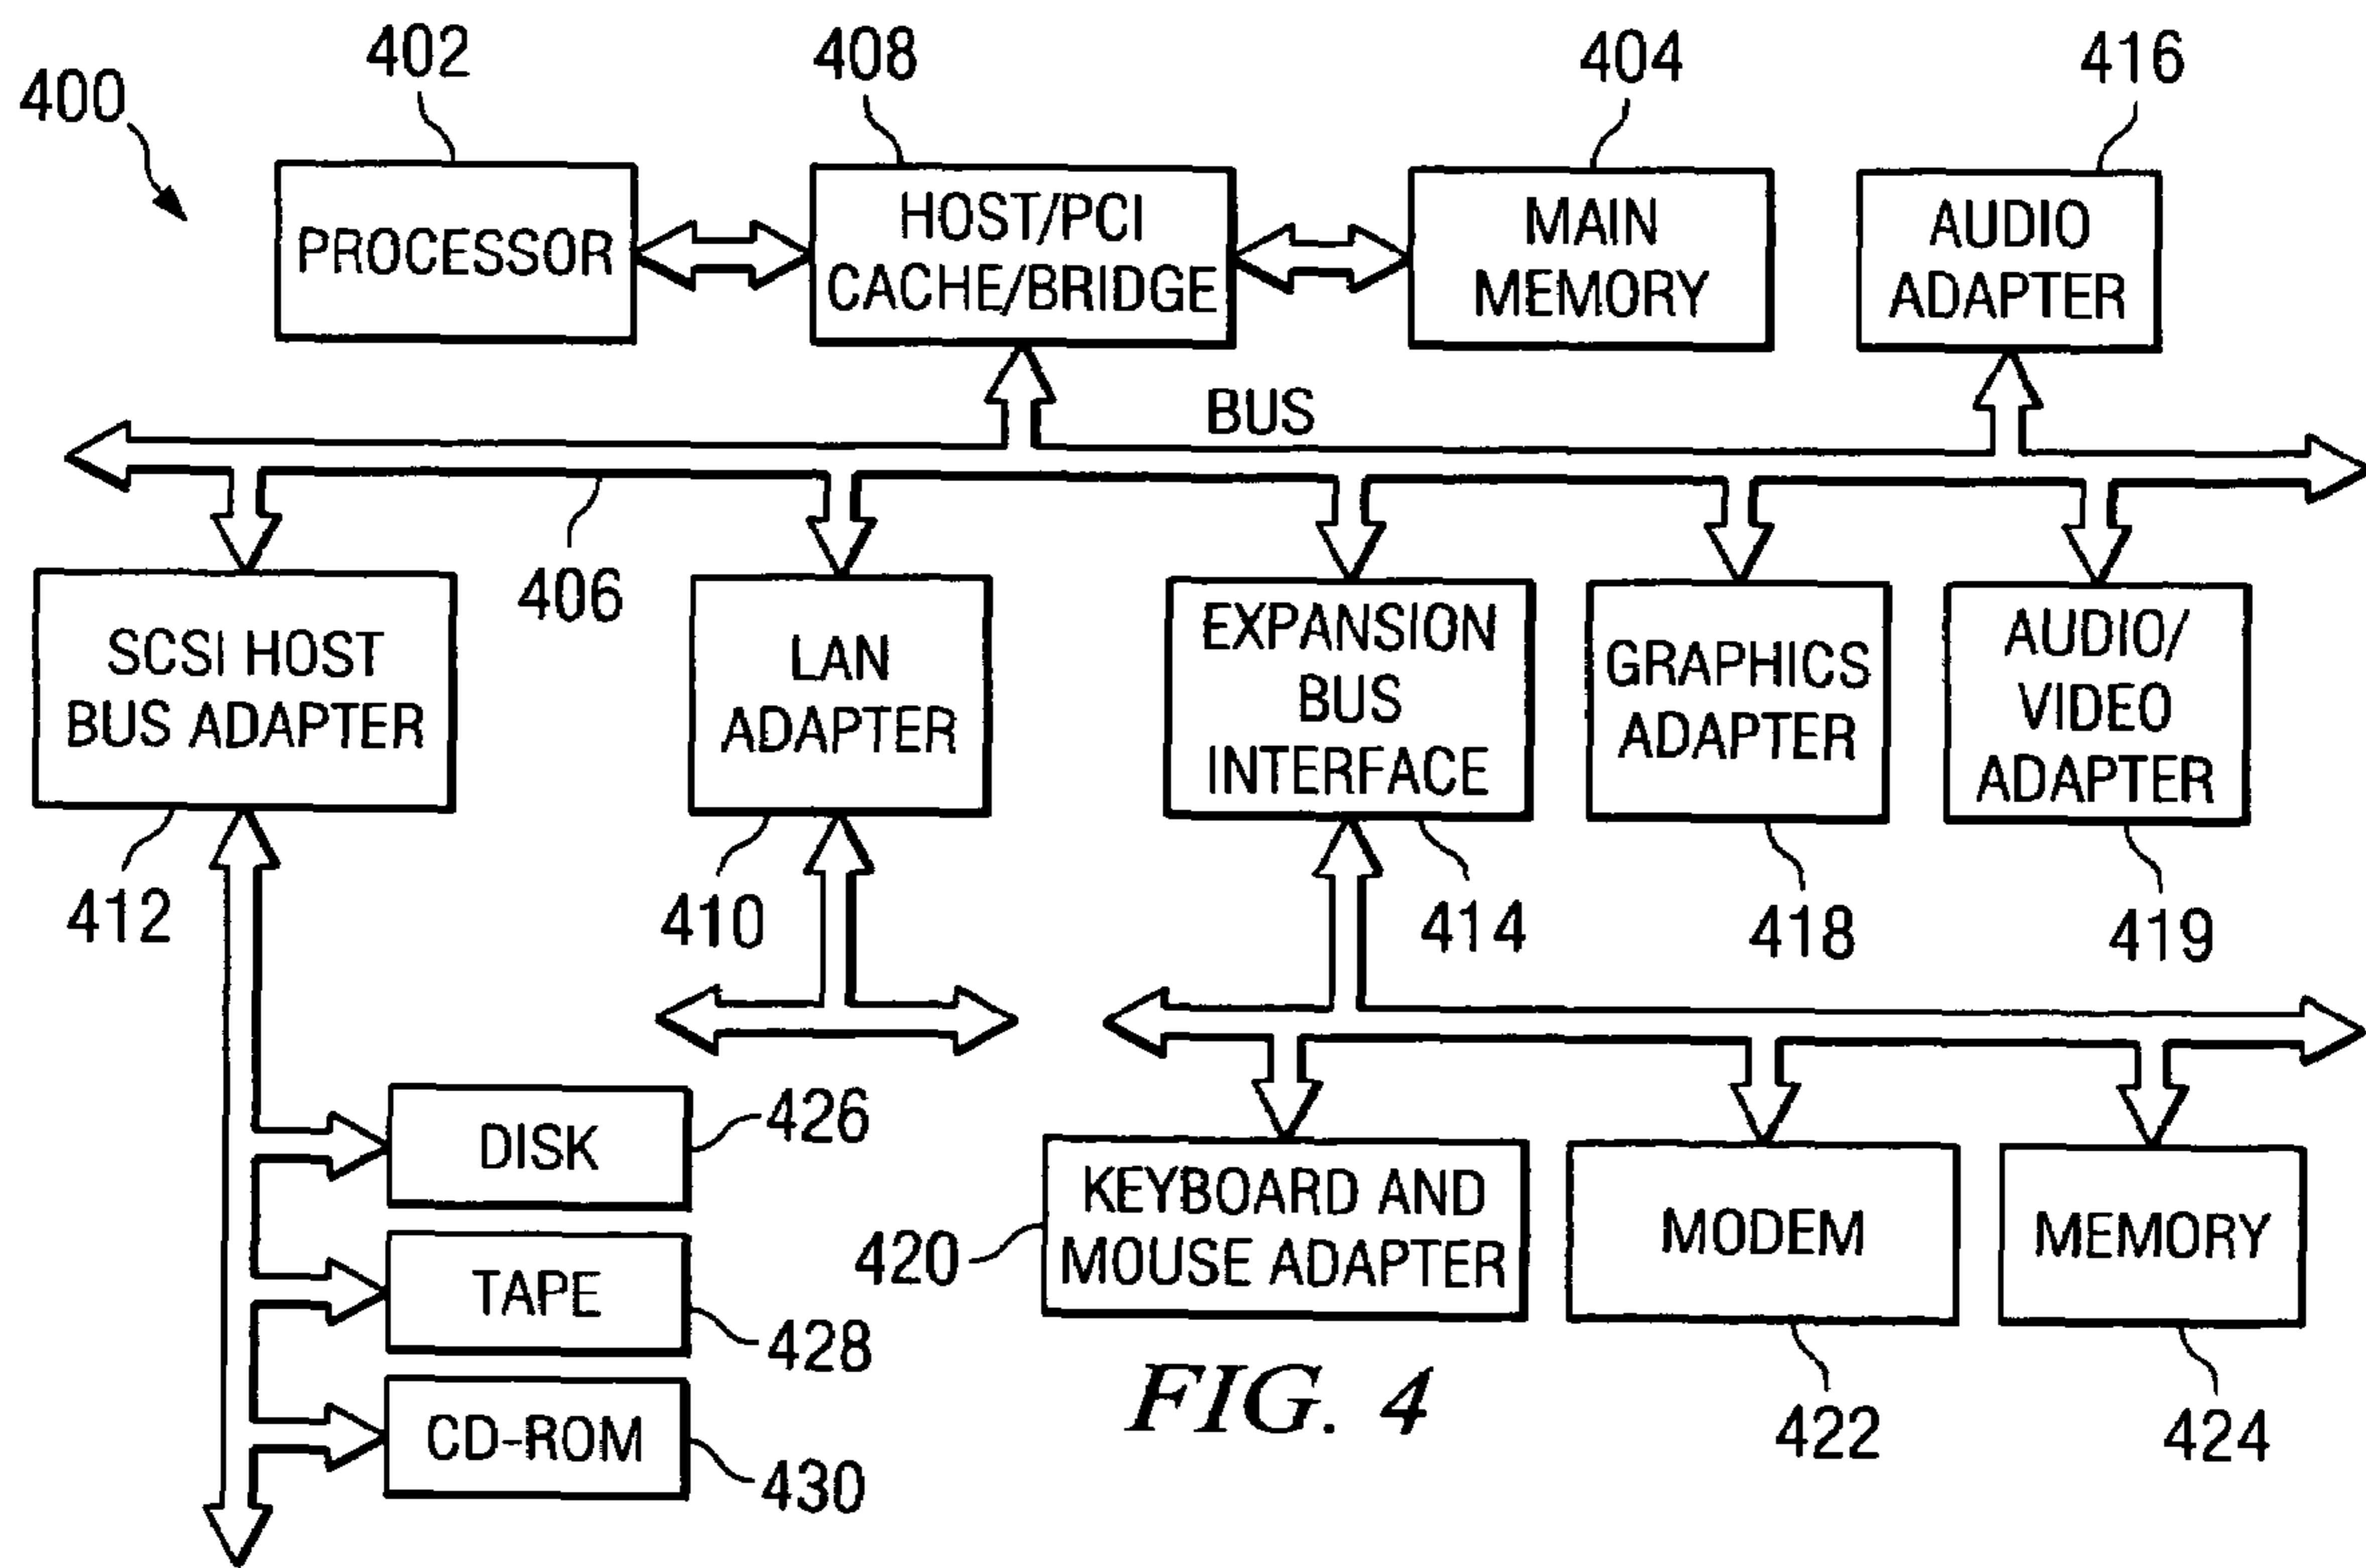 400
402
408
404
416
PROCESSOR
HOST/PCI
CACHE/BRIDGE
MAIN
MEMORY
AUDIO
ADAPTER
BUS
406
SCSI HOST
BUS ADAPTER
LAN
ADAPTER
EXPANSION
BUS
INTERFACE
GRAPHICS
ADAPTER
AUDIO/
VIDEO
ADAPTER
412
410
414
418
419
DISK
426
TAPE
428
CD-ROM
430
420
KEYBOARD AND
MOUSE ADAPTER
MODEM
MEMORY
422
424
FIG. 4